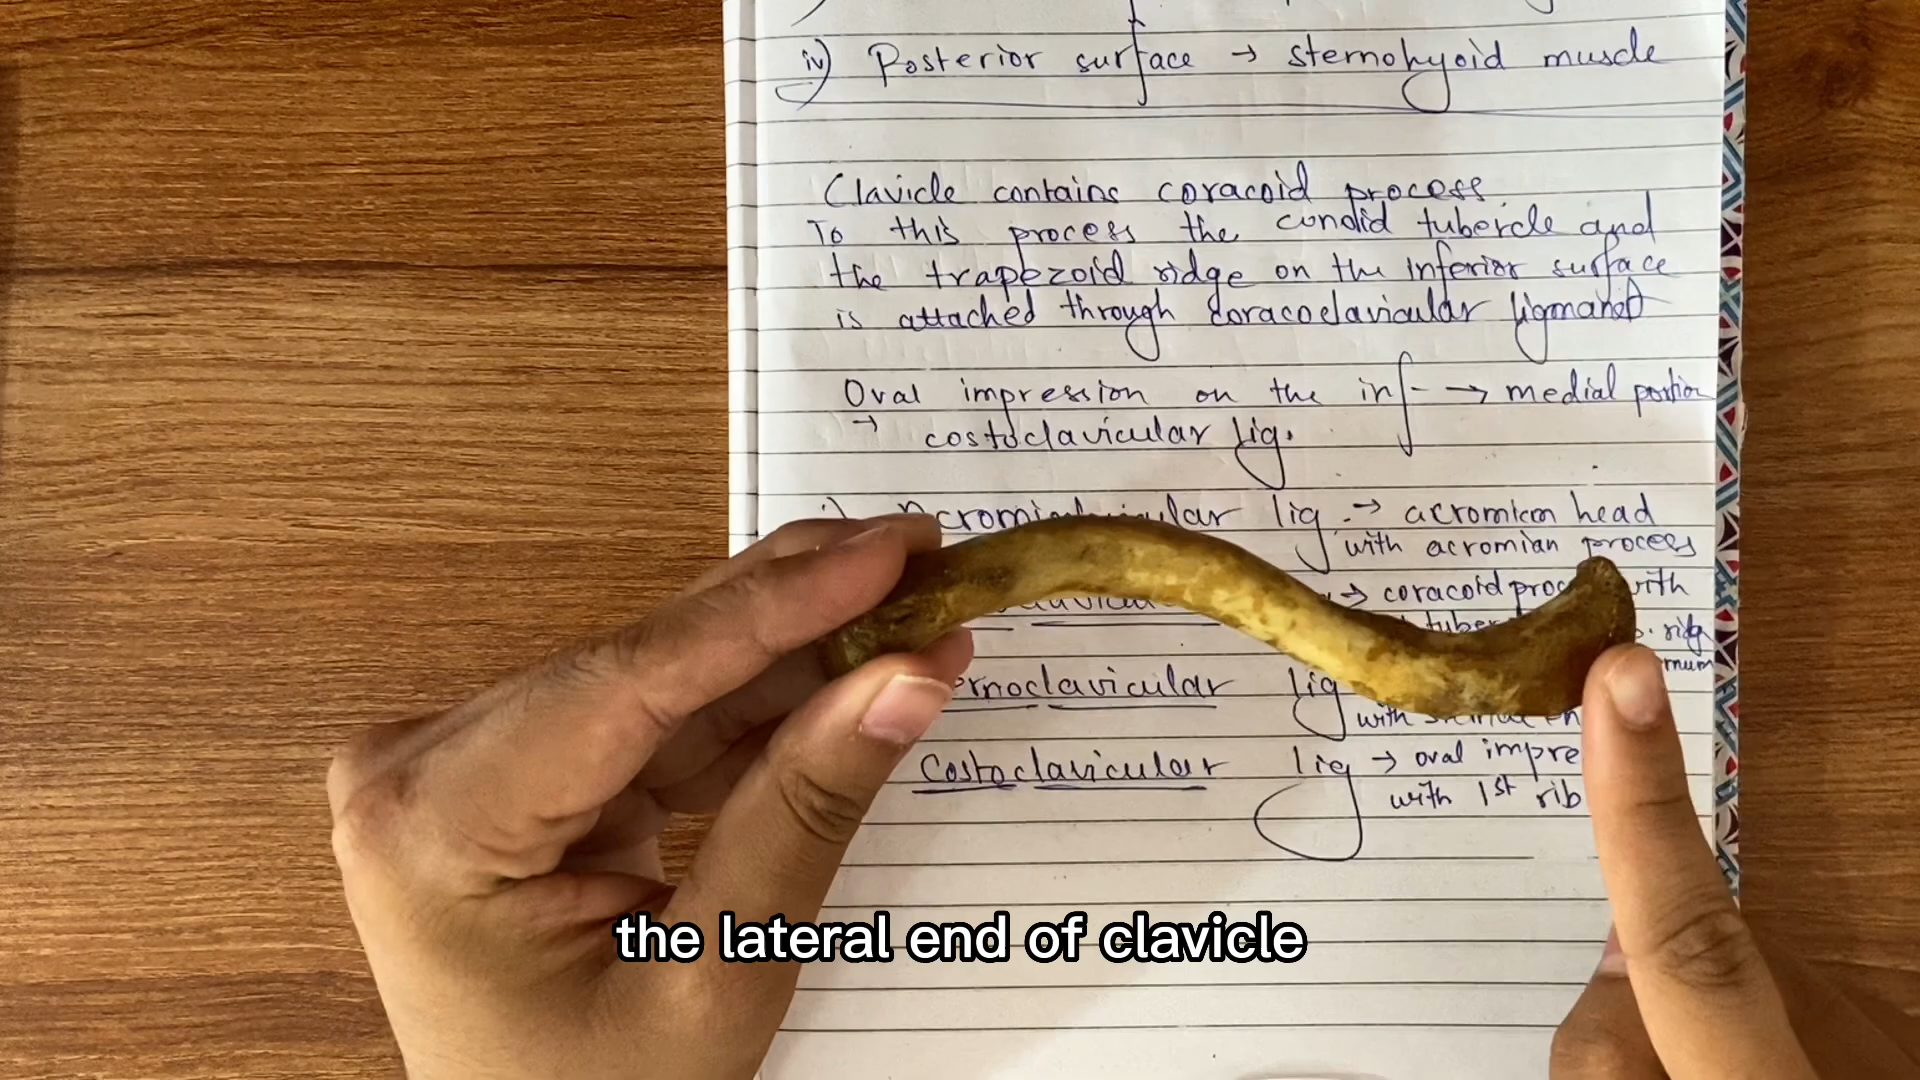 iv) Posterior surface → sternohyoid muscle
Clavicle contains coracoid process.
To this process the conoid tubercle and
the trapezoid ridge on the inferior surface
is attached through coracoclavicular ligmanet
Oval impression on the inf- → medial portion
→ costoclavicular lig.
lig → acromion head
with acromian process
→ coracoid with
ernoclavicular lig
with
Costoclavicular lig → oval impre
with 1st rib
the lateral end of clavicle